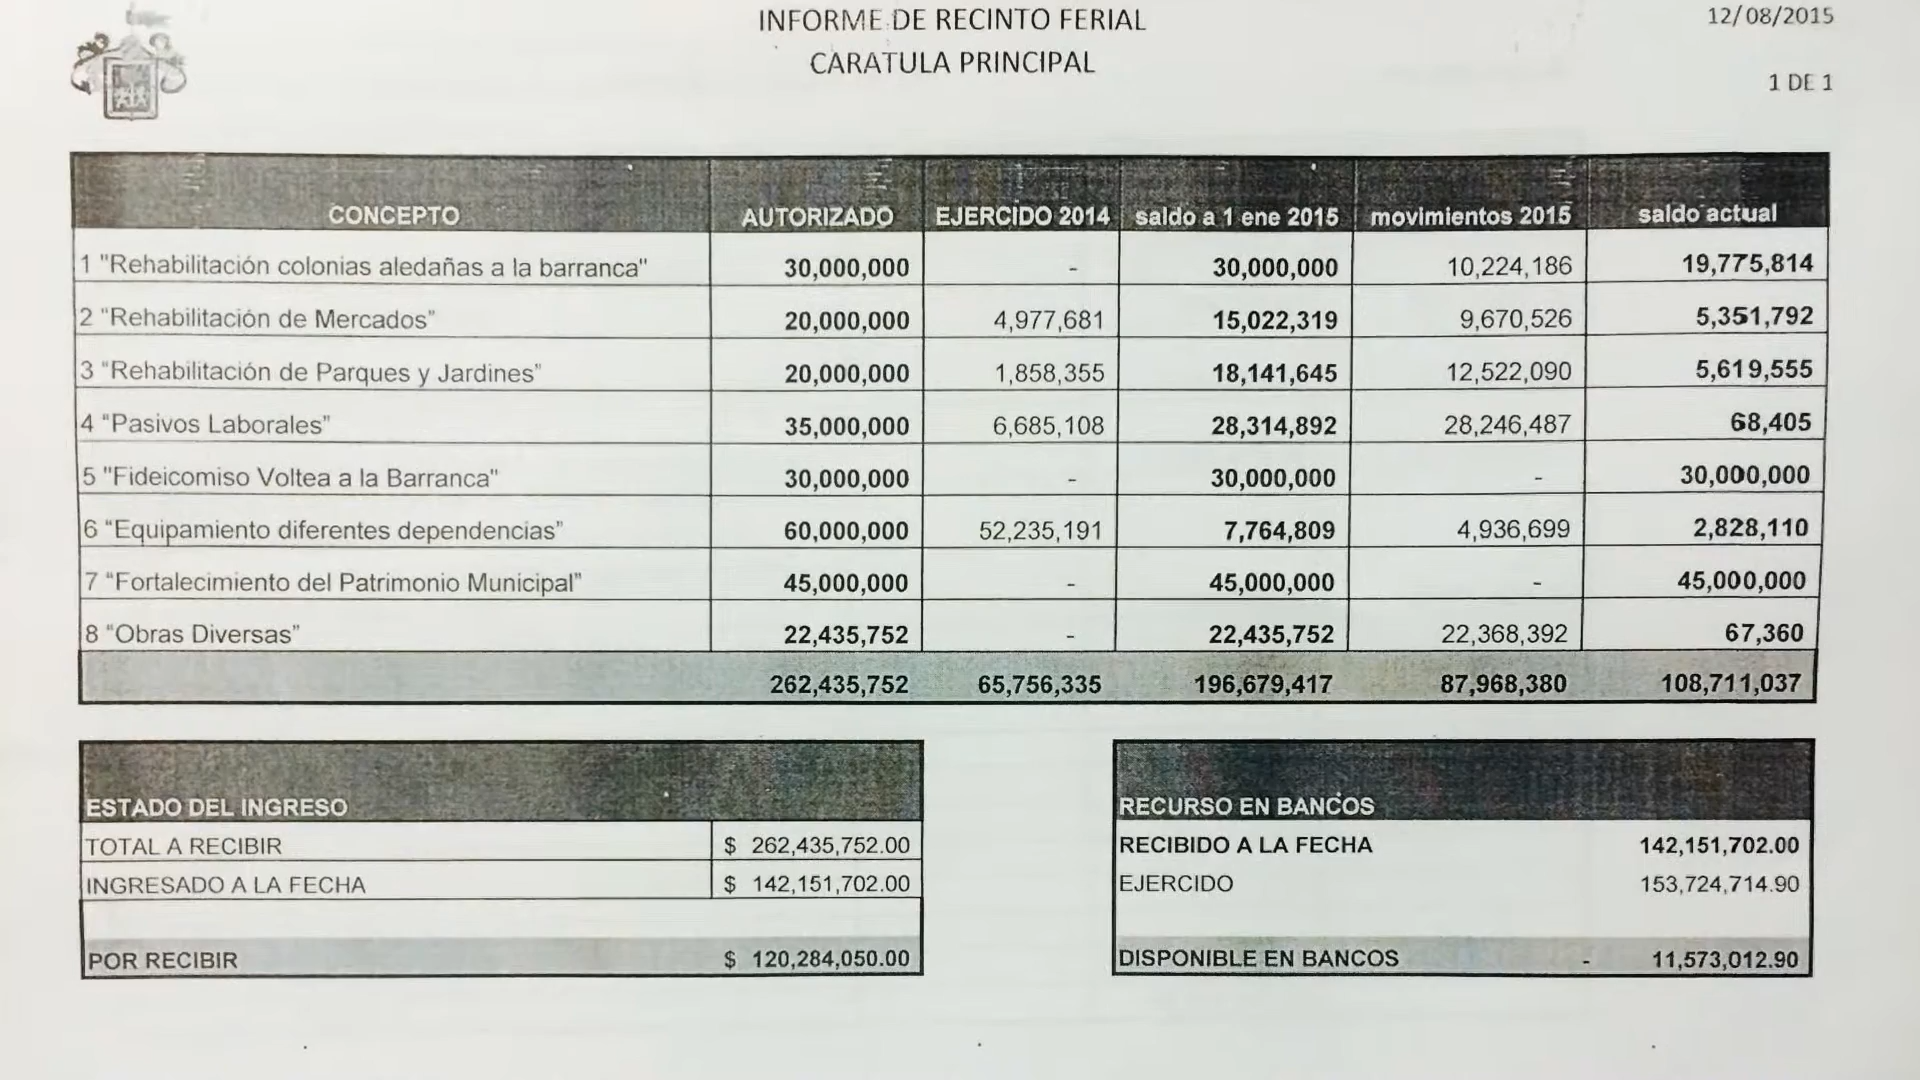 INFORME DE RECINTO FERIAL
12/08/2015
CARATULA PRINCIPAL
1 DE 1
CONCEPTO AUTORIZADO EJERCIDO 2014 saldo a 1 ene 2015 movimientos 2015 saldo actual
1 "Rehabilitación colonias aledañas a la barranca" 30,000,000 - 30,000,000 10,224,186 19,775,814
2 "Rehabilitación de Mercados" 20,000,000 4,977,681 15,022,319 9,670,526 5,351,792
3 "Rehabilitación de Parques y Jardines" 20,000,000 1,858,355 18,141,645 12,522,090 5,619,555
4 "Pasivos Laborales" 35,000,000 6,685,108 28,314,892 28,246,487 68,405
5 "Fideicomiso Voltea a la Barranca" 30,000,000 - 30,000,000 - 30,000,000
6 "Equipamiento diferentes dependencias" 60,000,000 52,235,191 7,764,809 4,936,699 2,828,110
7 "Fortalecimiento del Patrimonio Municipal" 45,000,000 - 45,000,000 - 45,000,000
8 "Obras Diversas" 22,435,752 - 22,435,752 22,368,392 67,360
262,435,752 65,756,335 196,679,417 87,968,380 108,711,037
ESTADO DEL INGRESO
TOTAL A RECIBIR $ 262,435,752.00
INGRESADO A LA FECHA $ 142,151,702.00
POR RECIBIR $ 120,284,050.00
RECURSO EN BANCOS
RECIBIDO A LA FECHA 142,151,702.00
EJERCIDO 153,724,714.90
DISPONIBLE EN BANCOS - 11,573,012.90